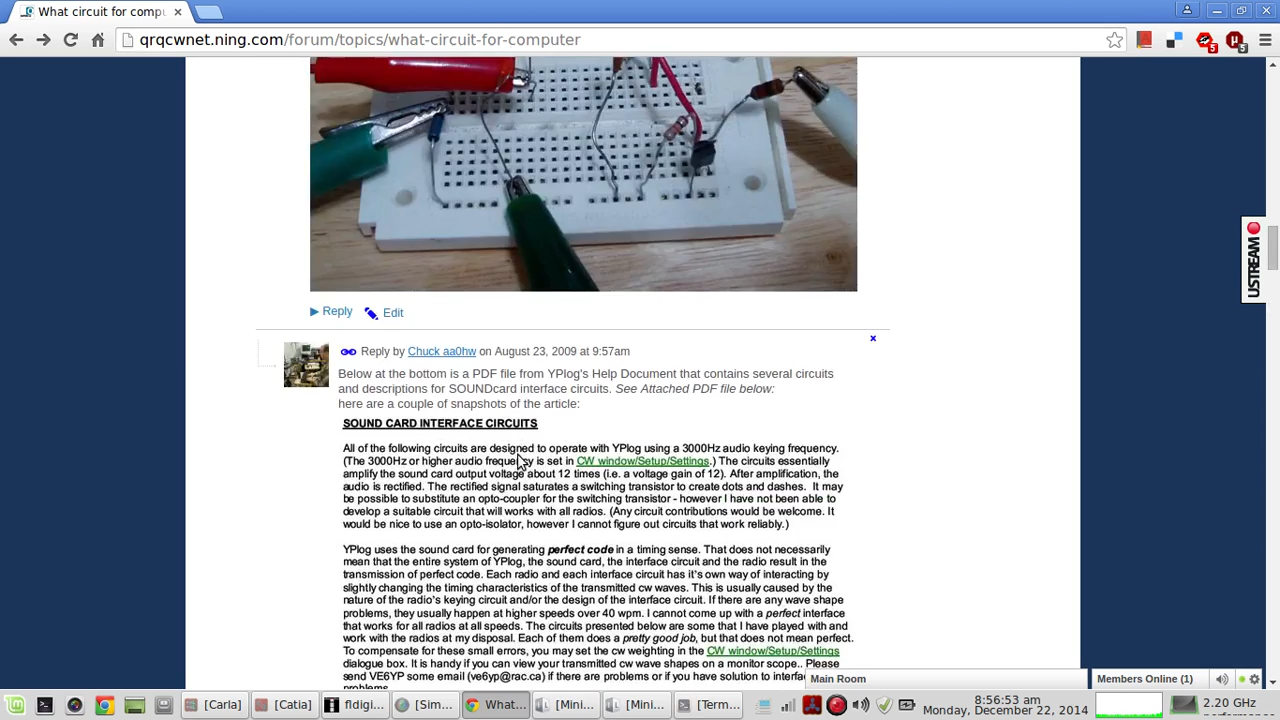 What circuit for compu
qrqcwnet.ning.com/forum/topics/what-circuit-for-computer
5
5
USTREAM
Reply
Edit
Reply by Chuck aa0hw on August 23, 2009 at 9:57am
Below at the bottom is a PDF file from YPlog's Help Document that contains several circuits
and descriptions for SOUNDcard interface circuits. See Attached PDF file below:
here are a couple of snapshots of the article:
SOUND CARD INTERFACE CIRCUITS
All of the following circuits are designed to operate with YPlog using a 3000Hz audio keying frequency.
(The 3000Hz or higher audio frequency is set in CW window/Setup/Settings.) The circuits essentially
amplify the sound card output voltage about 12 times (i.e. a voltage gain of 12). After amplification, the
audio is rectified. The rectified signal saturates a switching transistor to create dots and dashes. It may
be possible to substitute an opto-coupler for the switching transistor - however I have not been able to
develop a suitable circuit that will works with all radios. (Any circuit contributions would be welcome. It
would be nice to use an opto-isolator, however I cannot figure out circuits that work reliably.)
YPlog uses the sound card for generating perfect code in a timing sense. That does not necessarily
mean that the entire system of YPlog, the sound card, the interface circuit and the radio result in the
transmission of perfect code. Each radio and each interface circuit has it's own way of interacting by
slightly changing the timing characteristics of the transmitted cw waves. This is usually caused by the
nature of the radio's keying circuit and/or the design of the interface circuit. If there are any wave shape
problems, they usually happen at higher speeds over 40 wpm. I cannot come up with a perfect interface
that works for all radios at all speeds. The circuits presented below are some that I have played with and
work with the radios at my disposal. Each of them does a pretty good job, but that does not mean perfect.
To compensate for these small errors, you may set the cw weighting in the CW window/Setup/Settings
dialogue box. It is handy if you can view your transmitted cw wave shapes on a monitor scope.. Please
send VE6YP some email (ve6yp@rac.ca) if there are problems or if you have solution to interfa
problems
Main Room
Members Online (1)
[Carla]
[Catia]
fldigi...
[Sim...
What...
[Mini...
[Mini...
[Term...
8:56:53 AM
Monday, December 22, 2014
2.20 GHz
performance